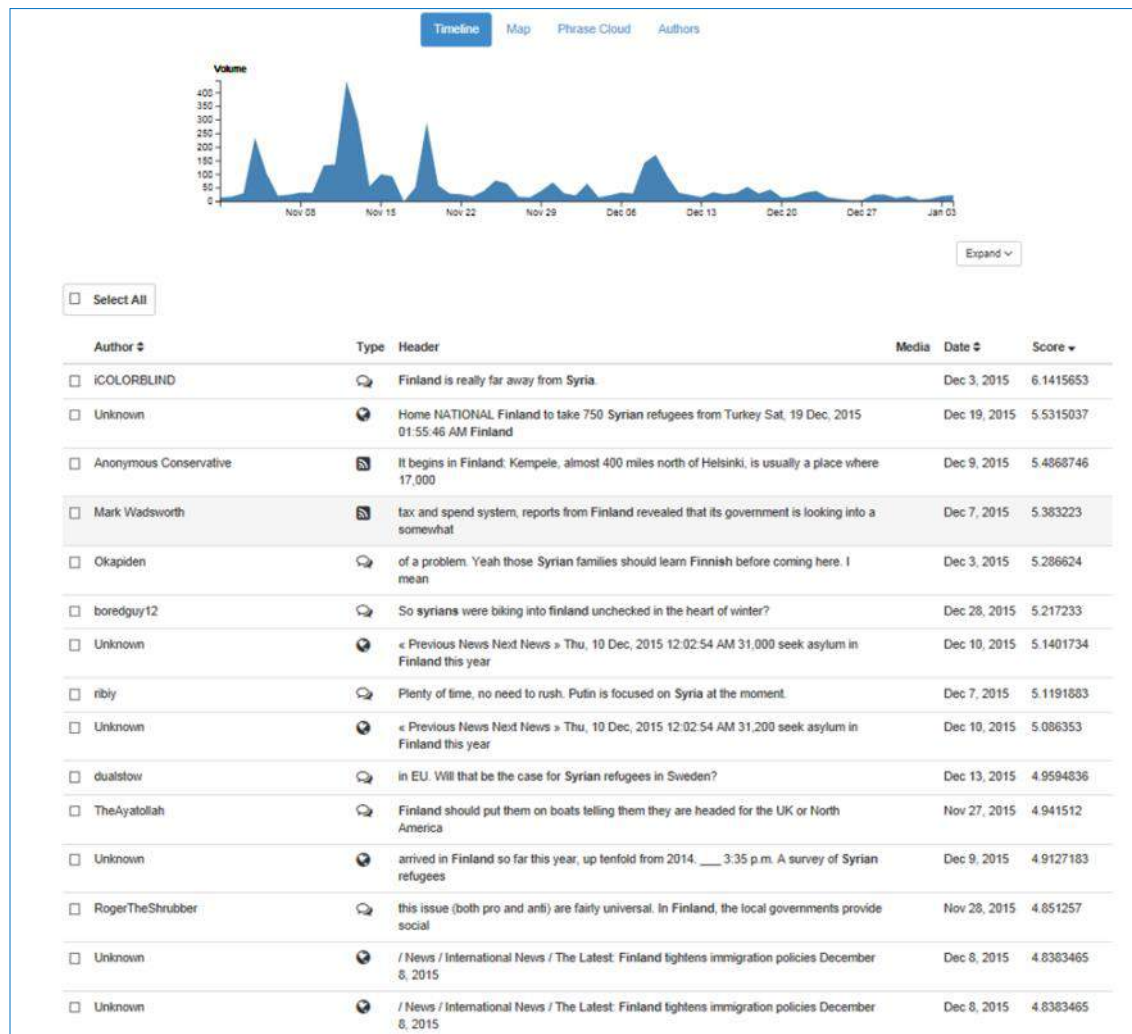 Timeline Map Phrase Cloud Authors
Volume
400
350
300
250
200
150
100
50
0
Nov 08 Nov 15 Nov 22 Nov 29 Dec 06 Dec 13 Dec 20 Dec 27 Jan 03
Expand
Select All
Author Type Header Media Date Score
iCOLORBLIND Finland is really far away from Syria. Dec 3, 2015 6.1415653
Unknown Home NATIONAL Finland to take 750 Syrian refugees from Turkey Sat, 19 Dec, 2015 Dec 19, 2015 5.5315037
01:55:46 AM Finland
Anonymous Conservative It begins in Finland: Kempele, almost 400 miles north of Helsinki, is usually a place where Dec 9, 2015 5.4868746
17,000
Mark Wadsworth tax and spend system, reports from Finland revealed that its government is looking into a Dec 7, 2015 5.383223
somewhat
Okapiden of a problem. Yeah those Syrian families should learn Finnish before coming here. I Dec 3, 2015 5.286624
mean
boredguy12 So syrians were biking into finland unchecked in the heart of winter? Dec 28, 2015 5.217233
Unknown « Previous News Next News » Thu, 10 Dec, 2015 12:02:54 AM 31,000 seek asylum in Dec 10, 2015 5.1401734
Finland this year
ribiy Plenty of time, no need to rush. Putin is focused on Syria at the moment. Dec 7, 2015 5.1191883
Unknown « Previous News Next News » Thu, 10 Dec, 2015 12:02:54 AM 31,200 seek asylum in Dec 10, 2015 5.086353
Finland this year
dualstow in EU. Will that be the case for Syrian refugees in Sweden? Dec 13, 2015 4.9594836
TheAyatollah Finland should put them on boats telling them they are headed for the UK or North Nov 27, 2015 4.941512
America
Unknown arrived in Finland so far this year, up tenfold from 2014. ___ 3:35 p.m. A survey of Syrian Dec 9, 2015 4.9127183
refugees
RogerTheShrubber this issue (both pro and anti) are fairly universal. In Finland, the local governments provide Nov 28, 2015 4.851257
social
Unknown / News / International News / The Latest: Finland tightens immigration policies December Dec 8, 2015 4.8383465
8, 2015
Unknown / News / International News / The Latest: Finland tightens immigration policies December Dec 8, 2015 4.8383465
8, 2015